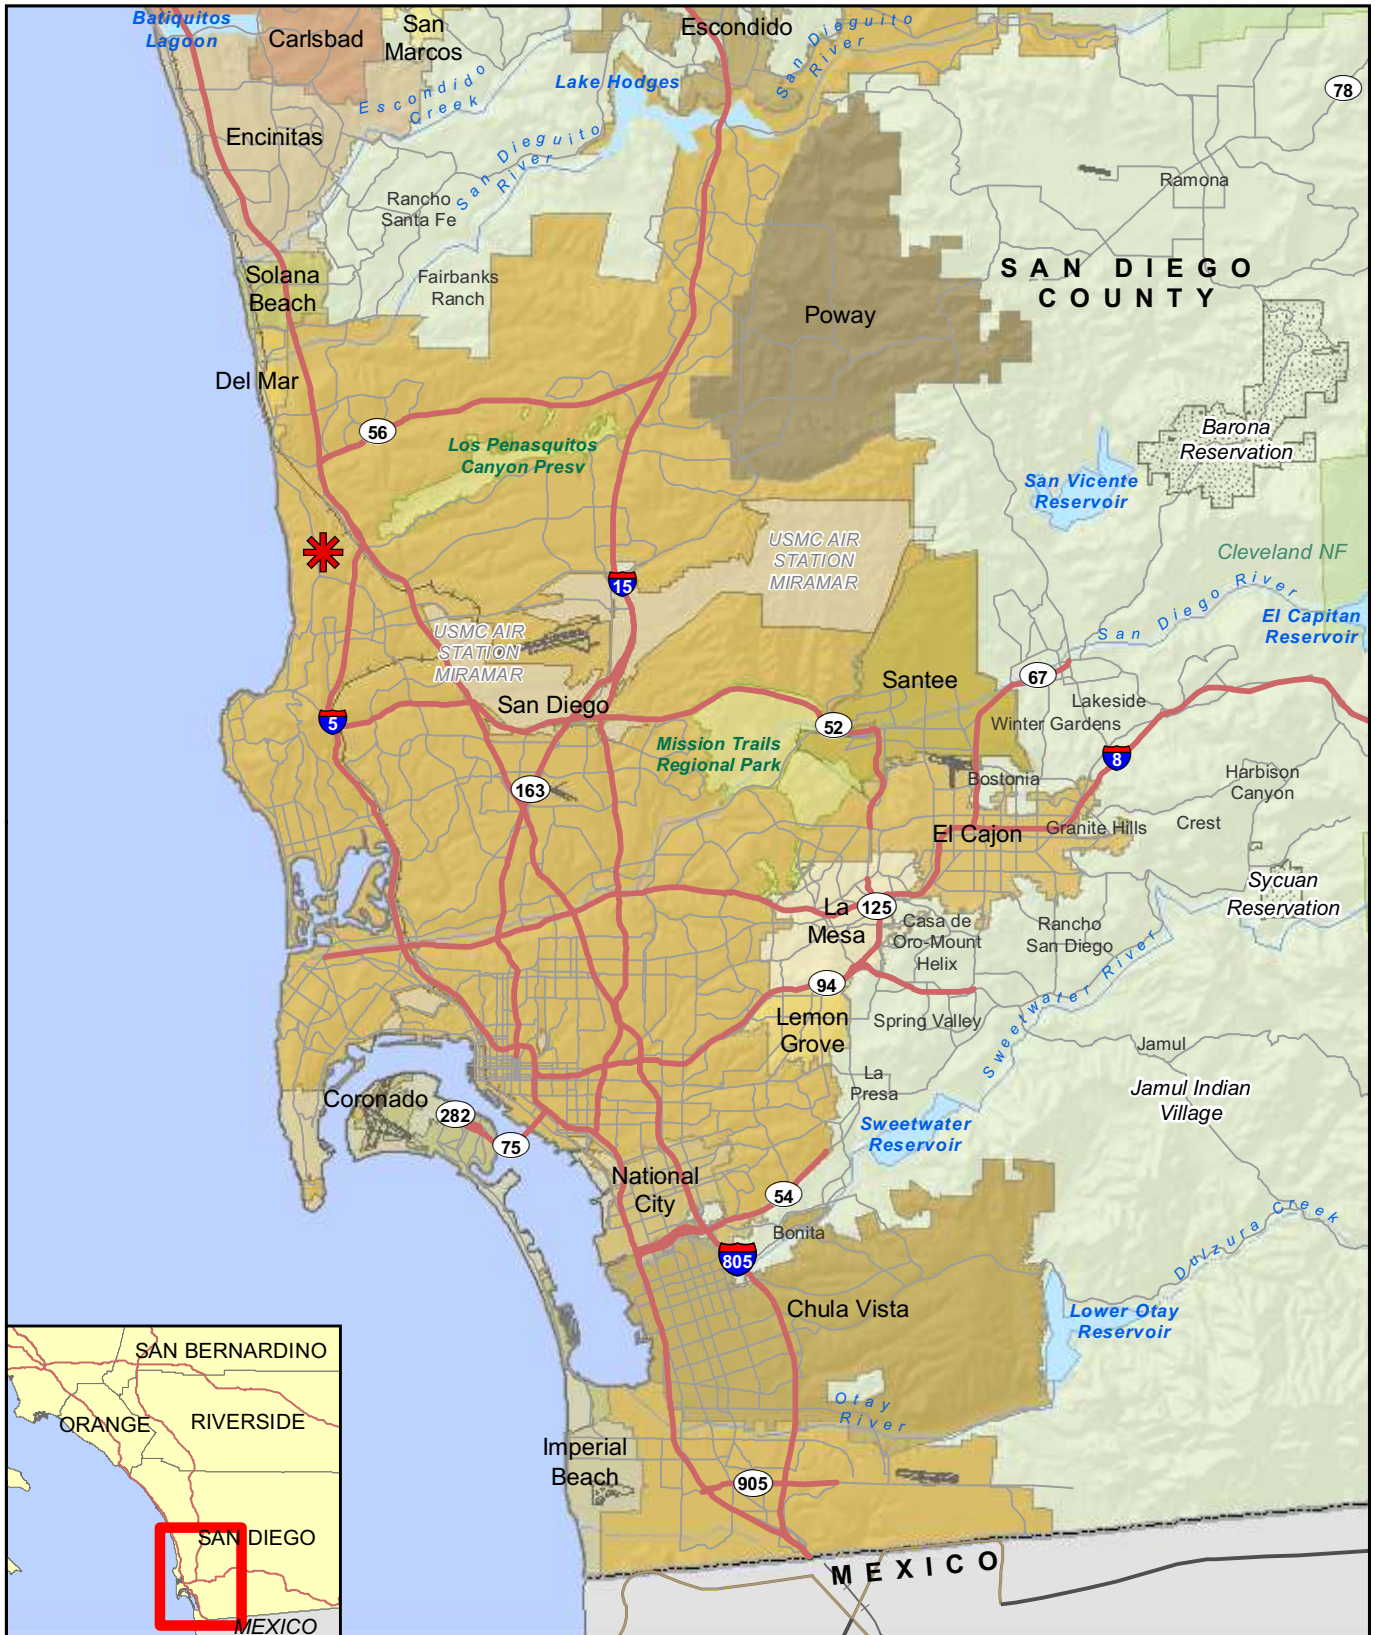 Batiquitos
Lagoon
Carlsbad
San
Marcos
Escondido
San Dieguito
River
Lake Hodges
78
Escondido
Creek
Encinitas
San Dieguito
River
Ramona
Rancho
Santa Fe
SAN DIEGO
COUNTY
Solana
Beach
Fairbanks
Ranch
Poway
Del Mar
56
Los Penasquitos
Canyon Presv
Barona
Reservation
San Vicente
Reservoir
USMC AIR
STATION
MIRAMAR
Cleveland NF
15
San Diego River
El Capitan
Reservoir
USMC AIR
STATION
MIRAMAR
Santee
67
San Diego
Lakeside
Winter Gardens
5
52
Mission Trails
Regional Park
8
Bostonia
Harbison
Canyon
163
El Cajon
Granite Hills
Crest
Sycuan
Reservation
La
Mesa
125
Casa de
Oro-Mount
Helix
Rancho
San Diego
94
Sweetwater River
Lemon
Grove
Spring Valley
Jamul
La
Presa
Jamul Indian
Village
Coronado
282
75
Sweetwater
Reservoir
National
City
54
Bonita
Dulzura Creek
805
Chula Vista
Lower Otay
Reservoir
Otay
River
Imperial
Beach
905
MEXICO
SAN BERNARDINO
ORANGE
RIVERSIDE
SAN DIEGO
MEXICO